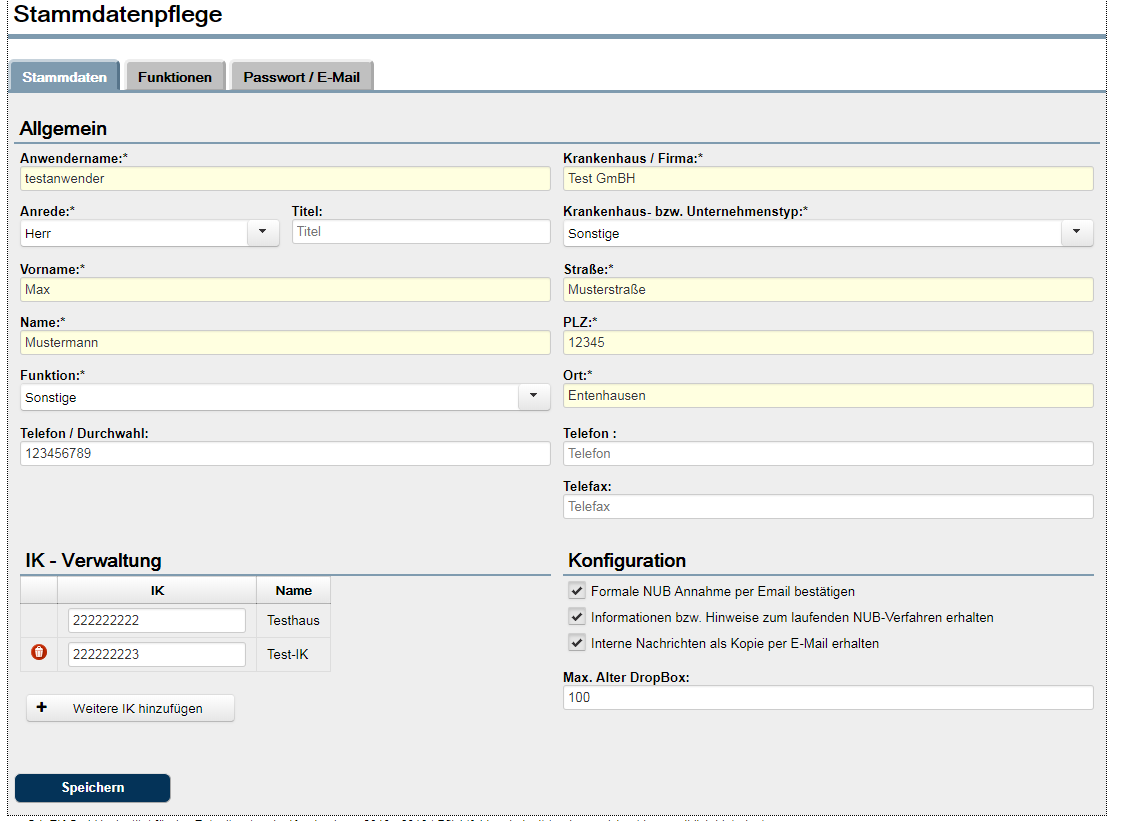 Stammdatenpflege
Stammdaten Funktionen Passwort / E-Mail
Allgemein
Anwendername:* Krankenhaus / Firma:*
testanwender Test GmBH
Anrede:* Titel: Krankenhaus- bzw. Unternehmenstyp:*
Herr Titel Sonstige
Vorname:* Straße:*
Max Musterstraße
Name:* PLZ:*
Mustermann 12345
Funktion:* Ort:*
Sonstige Entenhausen
Telefon / Durchwahl: Telefon :
123456789 Telefon
Telefax:
Telefax
IK - Verwaltung
IK Name
222222222 Testhaus
222222223 Test-IK
+ Weitere IK hinzufügen
Konfiguration
Formale NUB Annahme per Email bestätigen
Informationen bzw. Hinweise zum laufenden NUB-Verfahren erhalten
Interne Nachrichten als Kopie per E-Mail erhalten
Max. Alter DropBox:
100
Speichern